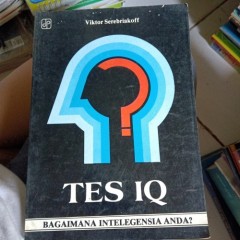 Viktor Serebriakoff
?
TES IQ
BAGAIMANA INTELEGENSIA ANDA?